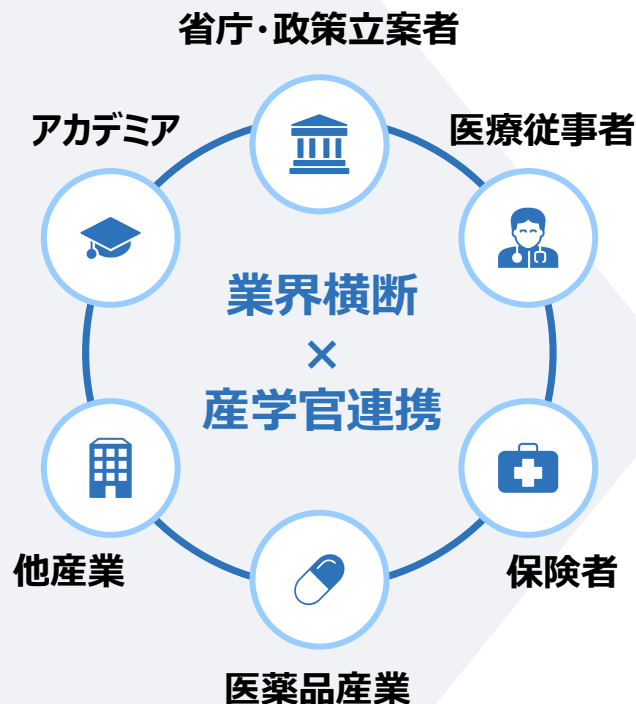 省庁・政策立案者
アカデミア
医療従事者
業界横断
×
産学官連携
他産業
保険者
医薬品産業